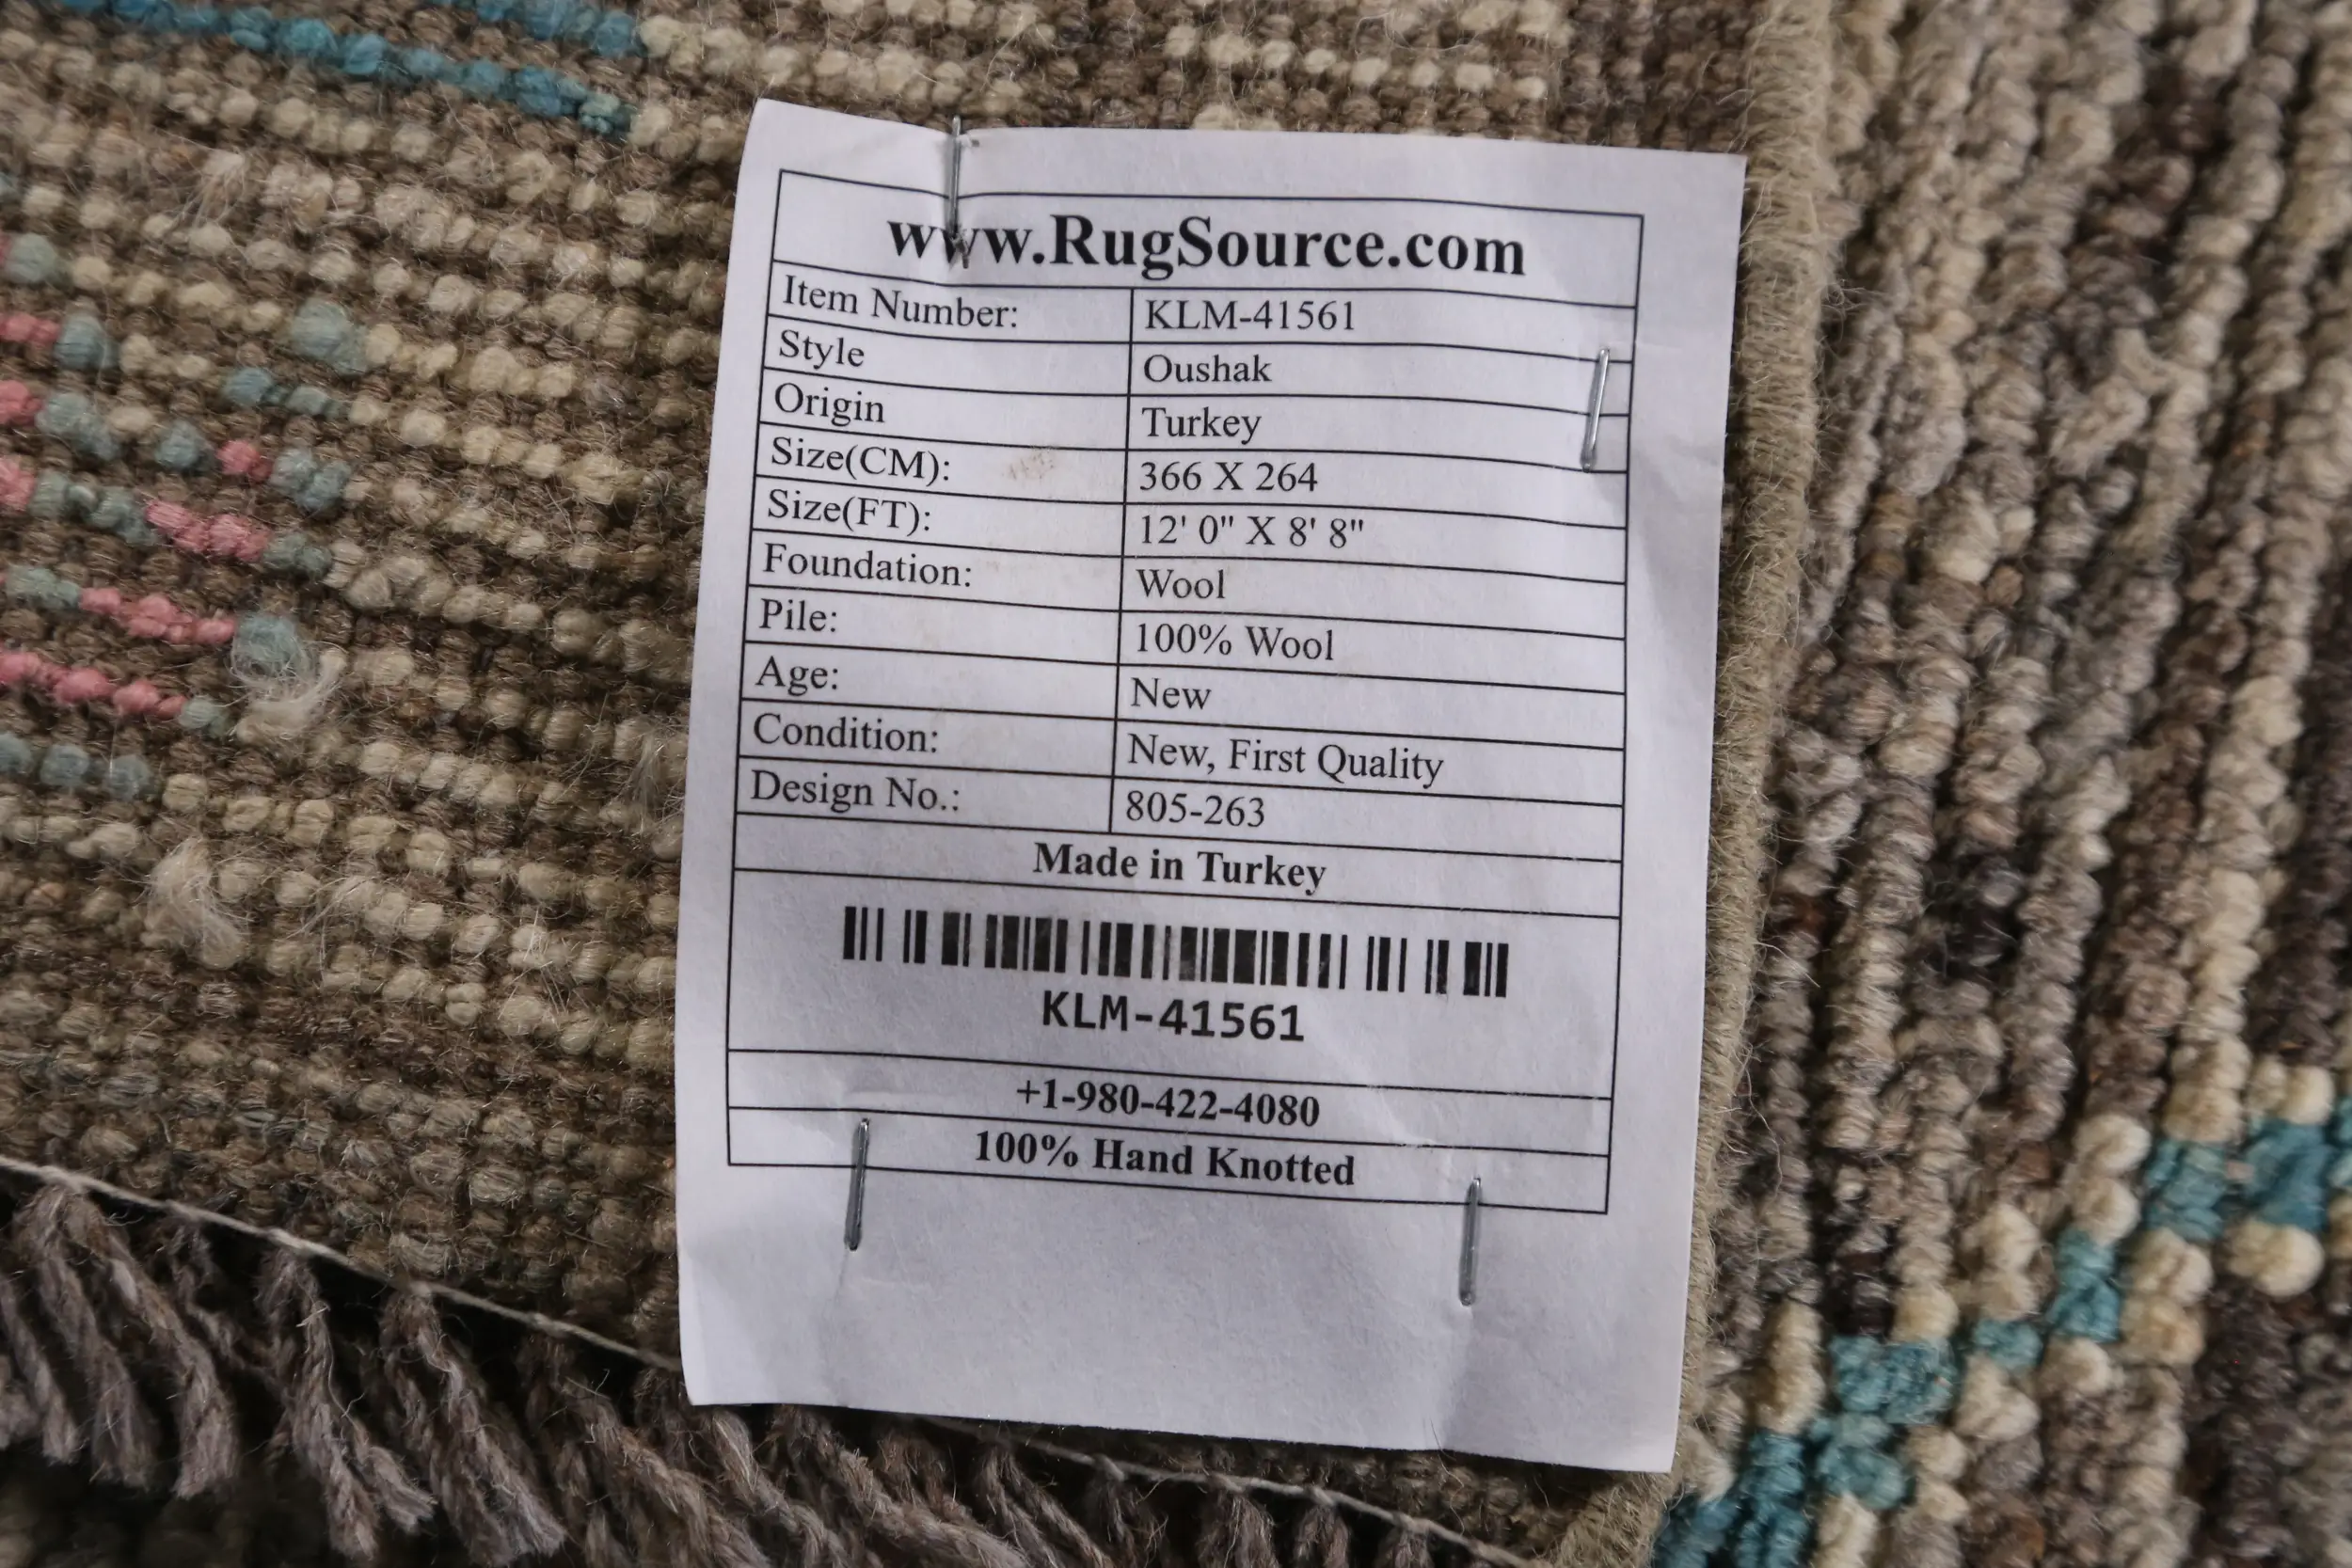 www.RugSource.com
Item Number: KLM-41561
Style Oushak
Origin Turkey
Size(CM): 366 X 264
Size(FT): 12' 0" X 8' 8"
Foundation: Wool
Pile: 100% Wool
Age: New
Condition: New, First Quality
Design No.: 805-263
Made in Turkey
KLM-41561
+1-980-422-4080
100% Hand Knotted